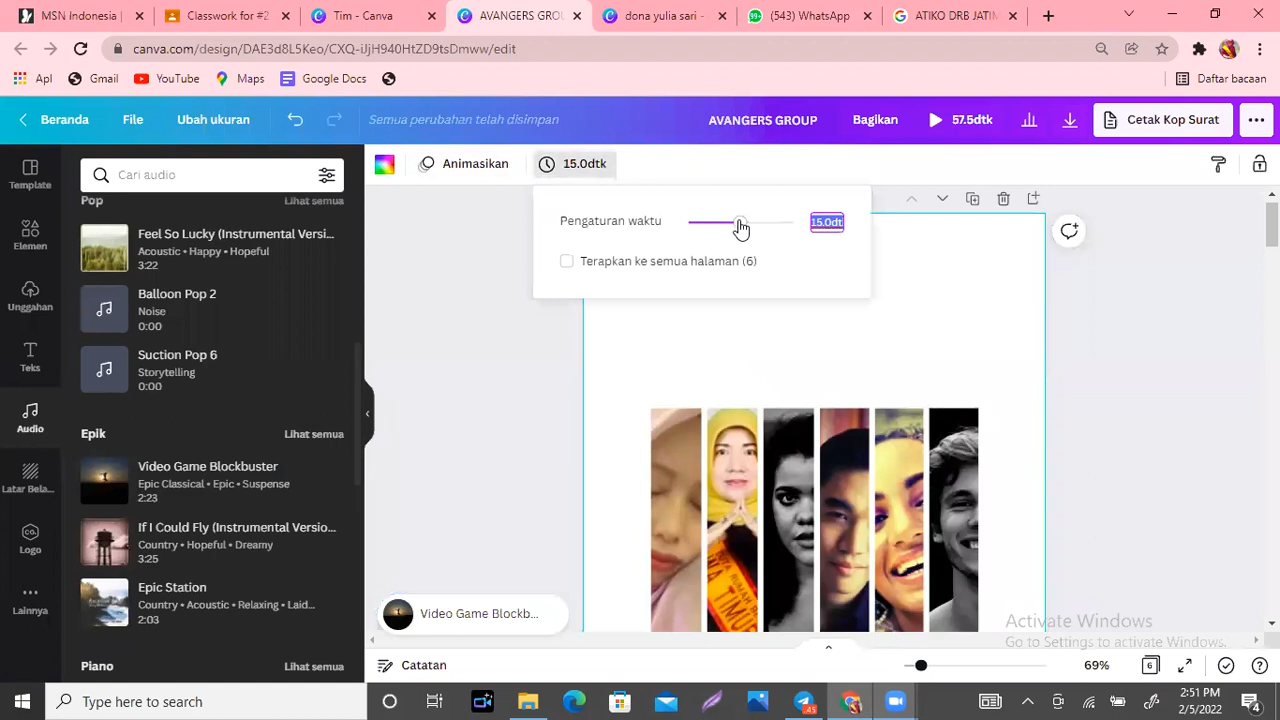 MSN Indonesia
Classwork for #2
Tim - Canva
AVANGERS GROUP
dona yulia sari -
(543) WhatsApp
ATIKO DRB JATIN
canva.com/design/DAE3d8L5Keo/CXQ-iJjH940HtZD9tsDmww/edit
Apl
Gmail
YouTube
Maps
Google Docs
Daftar bacaan
Beranda
File
Ubah ukuran
Semua perubahan telah disimpan
AVANGERS GROUP
Bagikan
57.5dtk
Cetak Kop Surat
Template
Elemen
Unggahan
Teks
Audio
Latar Bela...
Logo
Lainnya
Cari audio
Pop
Lihat semua
Feel So Lucky (Instrumental Versi...
Acoustic • Happy • Hopeful
3:22
Balloon Pop 2
Noise
0:00
Suction Pop 6
Storytelling
0:00
Epik
Lihat semua
Video Game Blockbuster
Epic Classical • Epic • Suspense
2:23
If I Could Fly (Instrumental Versio...
Country • Hopeful • Dreamy
3:25
Epic Station
Country • Acoustic • Relaxing • Laid...
2:03
Piano
Lihat semua
Animasikan
15.0dtk
Pengaturan waktu
15.0dt
Terapkan ke semua halaman (6)
Video Game Blockb...
Activate Windows
Go to Settings to activate Windows.
Catatan
69%
6
Type here to search
2:51 PM
2/5/2022
4